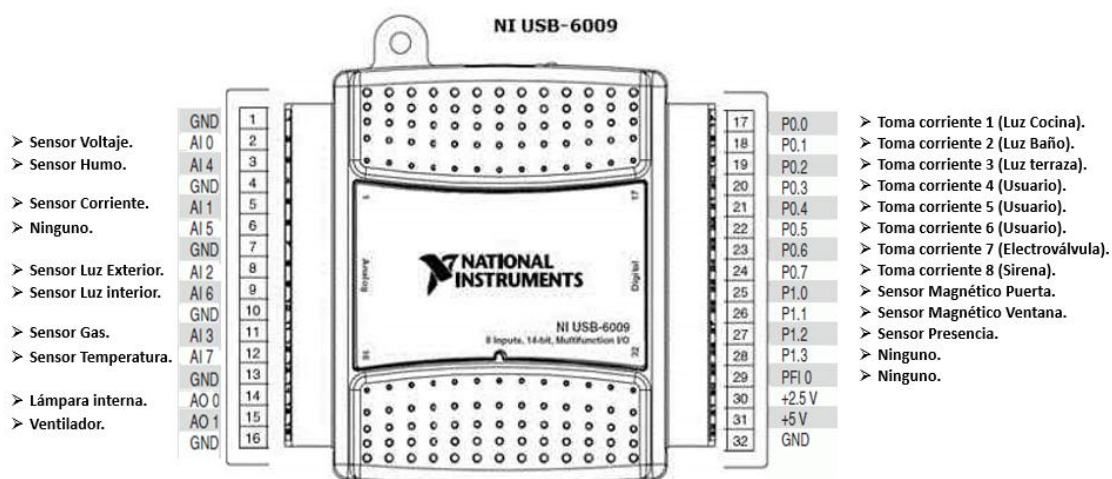 NI USB-6009
GND 1
➢ Sensor Voltaje. AI 0 2
➢ Sensor Humo. AI 4 3
GND 4
➢ Sensor Corriente. AI 1 5
➢ Ninguno. AI 5 6
GND 7
➢ Sensor Luz Exterior. AI 2 8
➢ Sensor Luz interior. AI 6 9
GND 10
➢ Sensor Gas. AI 3 11
➢ Sensor Temperatura. AI 7 12
GND 13
➢ Lámpara interna. AO 0 14
➢ Ventilador. AO 1 15
GND 16
17
Digital
32
NATIONAL
INSTRUMENTS
NI USB-6009
8 Inputs, 14-bit, Multifunction I/O
17 P0.0 ➢ Toma corriente 1 (Luz Cocina).
18 P0.1 ➢ Toma corriente 2 (Luz Baño).
19 P0.2 ➢ Toma corriente 3 (Luz terraza).
20 P0.3 ➢ Toma corriente 4 (Usuario).
21 P0.4 ➢ Toma corriente 5 (Usuario).
22 P0.5 ➢ Toma corriente 6 (Usuario).
23 P0.6 ➢ Toma corriente 7 (Electroválvula).
24 P0.7 ➢ Toma corriente 8 (Sirena).
25 P1.0 ➢ Sensor Magnético Puerta.
26 P1.1 ➢ Sensor Magnético Ventana.
27 P1.2 ➢ Sensor Presencia.
28 P1.3 ➢ Ninguno.
29 PFI 0 ➢ Ninguno.
30 +2.5 V
31 +5 V
32 GND